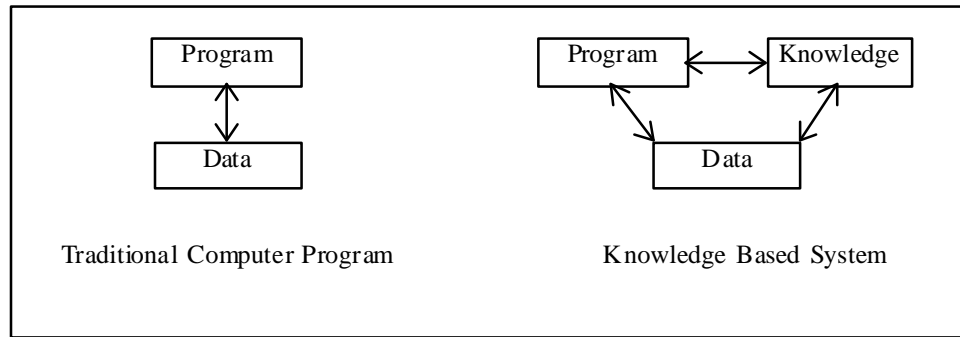 Program
Data
Traditional Computer Program
Program
Knowledge
Data
Knowledge Based System